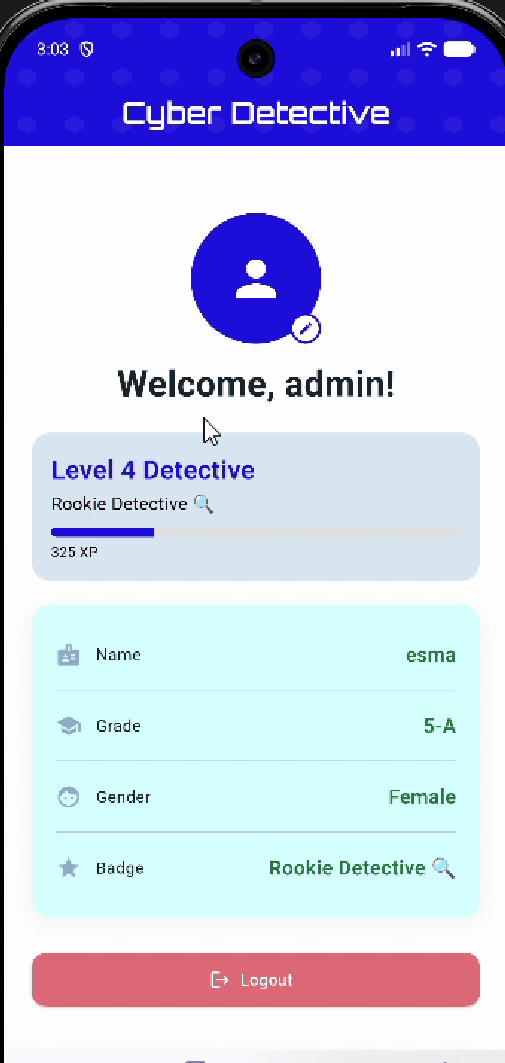 3:03
Cyber Detective
Welcome, admin!
Level 4 Detective
Rookie Detective 🔍
325 XP
Name esma
Grade 5-A
Gender Female
Badge Rookie Detective 🔍
Logout